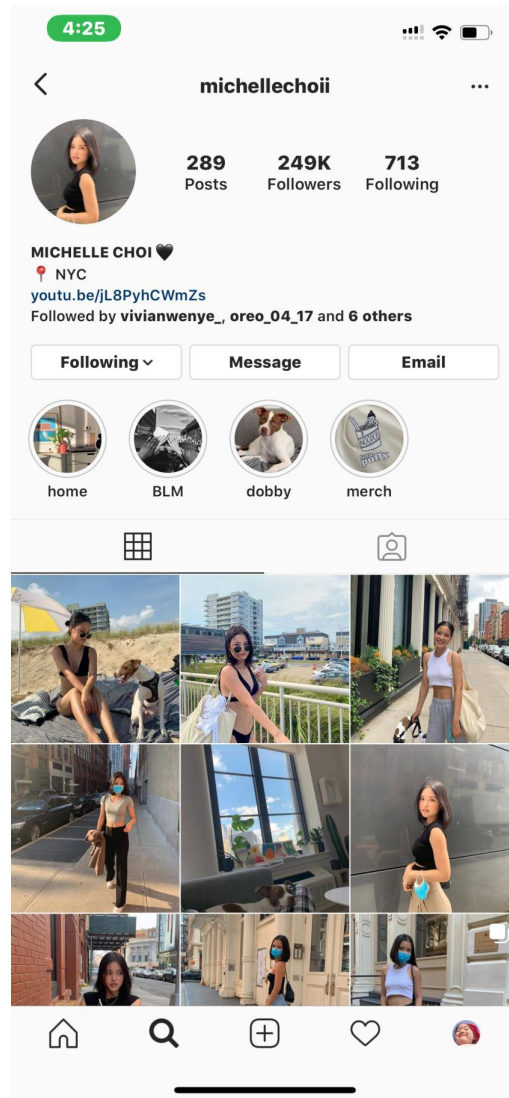 4:25
michellechoii
289 249K 713
Posts Followers Following
MICHELLE CHOI 🖤
📍 NYC
youtu.be/jL8PyhCWmZs
Followed by vivianwenye_, oreo_04_17 and 6 others
Following Message Email
home BLM dobby merch